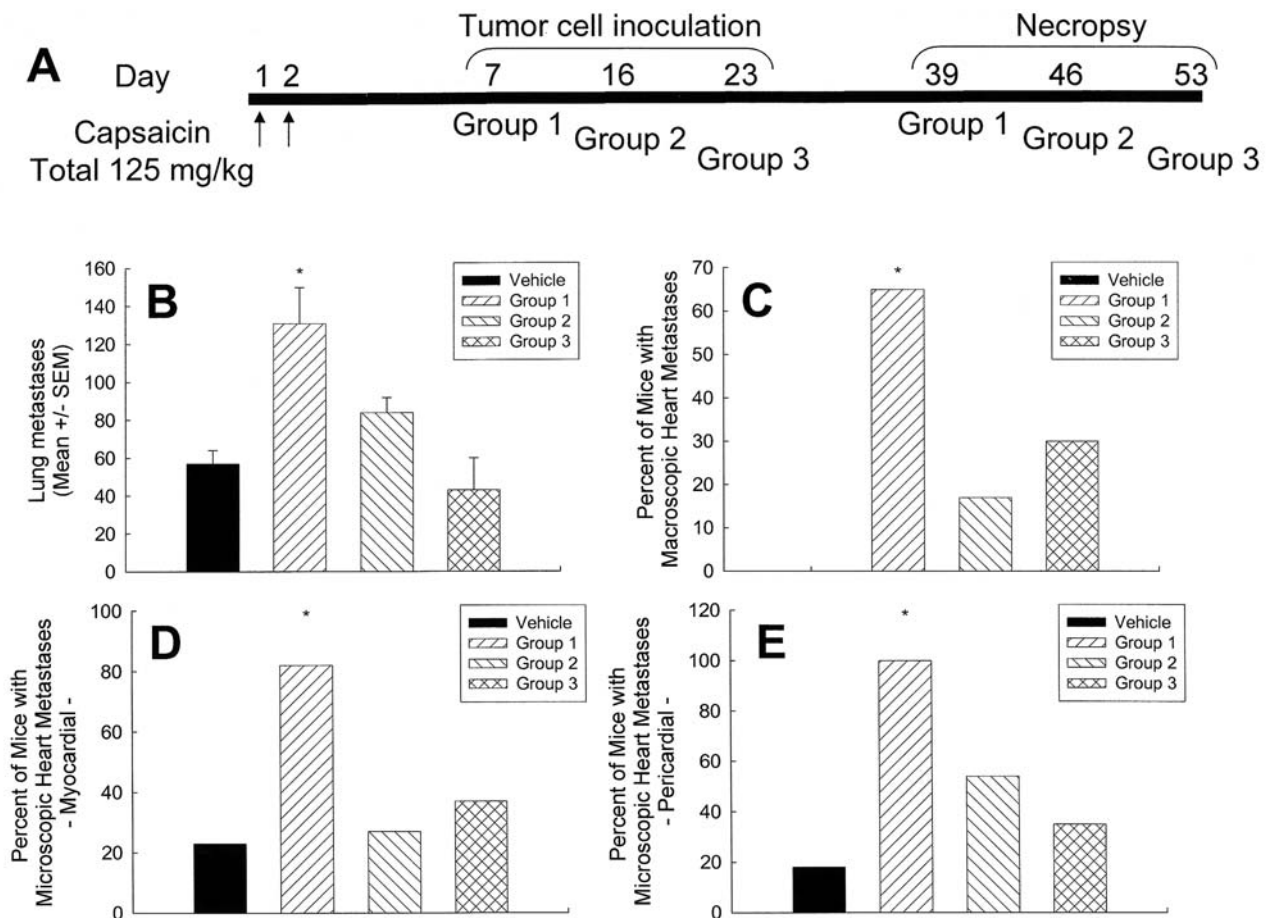 A
Tumor cell inoculation
Necropsy
Day
1 2
7 16 23
39 46 53
Capsaicin
Total 125 mg/kg
Group 1
Group 2
Group 3
Group 1
Group 2
Group 3
B
Lung metastases
(Mean +/- SEM)
160
140
120
100
80
60
40
20
0
*
Vehicle
Group 1
Group 2
Group 3
C
Percent of Mice with
Macroscopic Heart Metastases
70
60
50
40
30
20
10
0
*
Vehicle
Group 1
Group 2
Group 3
D
Percent of Mice with
Microscopic Heart Metastases
- Myocardial -
100
80
60
40
20
0
*
Vehicle
Group 1
Group 2
Group 3
E
Percent of Mice with
Microscopic Heart Metastases
- Pericardial -
120
100
80
60
40
20
0
*
Vehicle
Group 1
Group 2
Group 3